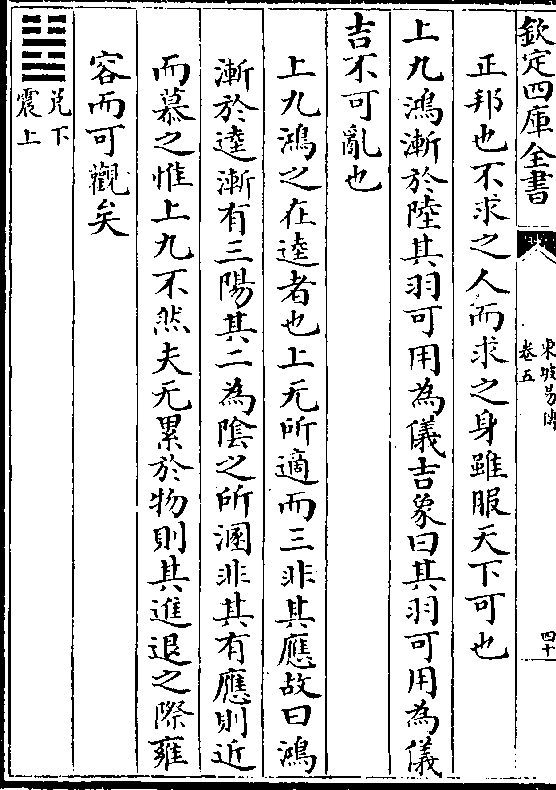 欽定四庫全書
東坡易傳
卷五
四十
正邦也不求之人而求之身雖服天下可也
上九鴻漸於陸其羽可用為儀吉象曰其羽可用為儀
吉不可亂也
上九鴻之在逵者也上无所適而三非其應故曰鴻
漸於逵漸有三陽其二為陰之所溷非其有應則近
而慕之惟上九不然夫无累於物則其進退之際雍
容而可觀矣
兌下
震上